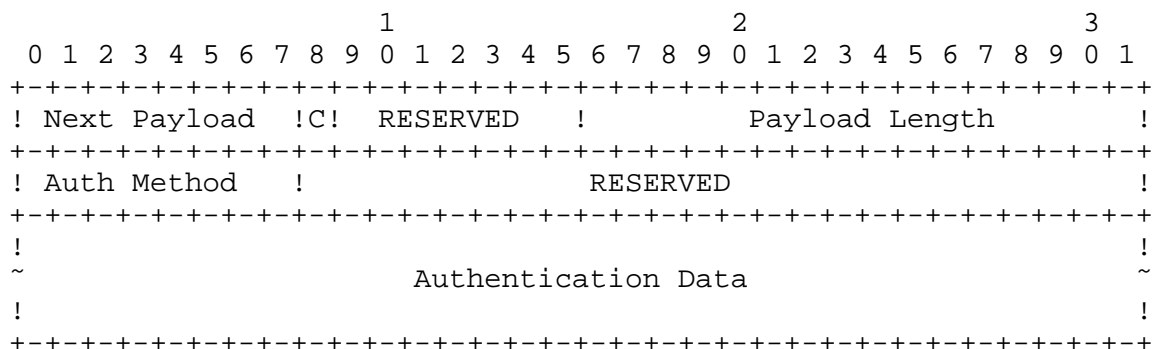 1                   2                   3
 0 1 2 3 4 5 6 7 8 9 0 1 2 3 4 5 6 7 8 9 0 1 2 3 4 5 6 7 8 9 0 1
+-+-+-+-+-+-+-+-+-+-+-+-+-+-+-+-+-+-+-+-+-+-+-+-+-+-+-+-+-+-+-+-+
! Next Payload  !C!  RESERVED   !         Payload Length        !
+-+-+-+-+-+-+-+-+-+-+-+-+-+-+-+-+-+-+-+-+-+-+-+-+-+-+-+-+-+-+-+-+
! Auth Method   !                RESERVED                       !
+-+-+-+-+-+-+-+-+-+-+-+-+-+-+-+-+-+-+-+-+-+-+-+-+-+-+-+-+-+-+-+-+
!                                                               !
~                      Authentication Data                      ~
!                                                               !
+-+-+-+-+-+-+-+-+-+-+-+-+-+-+-+-+-+-+-+-+-+-+-+-+-+-+-+-+-+-+-+-+